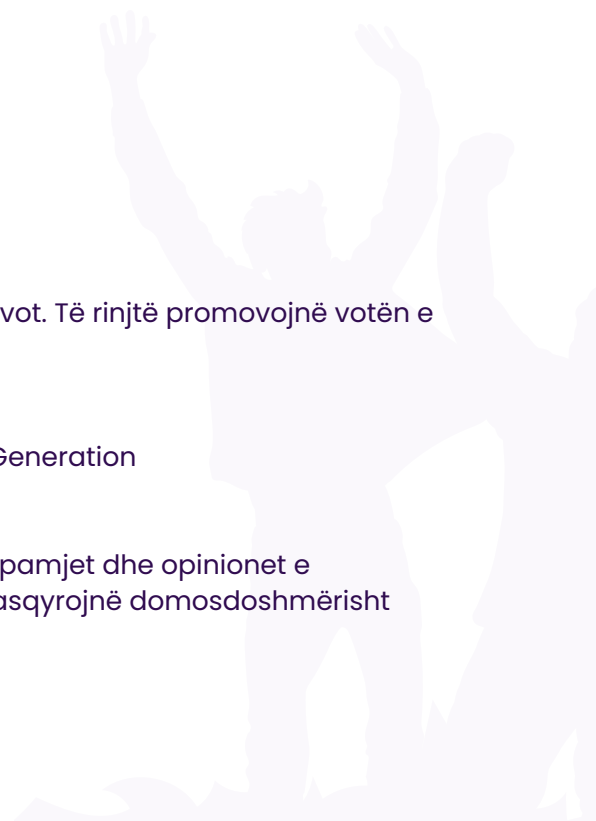 vot. Të rinjtë promovojnë votën e
Generation
pamjet dhe opinionet e
asqyrojnë domosdoshmërisht